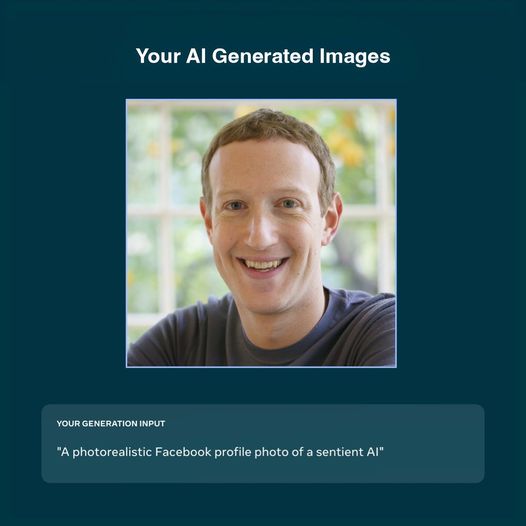 Your AI Generated Images
YOUR GENERATION INPUT
"A photorealistic Facebook profile photo of a sentient AI"